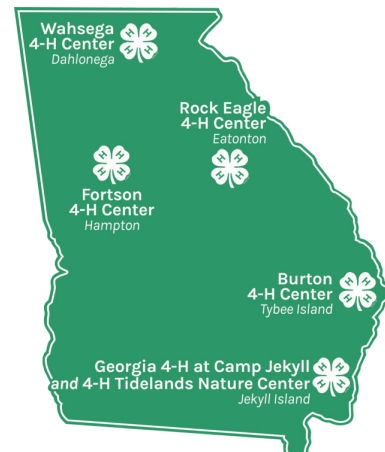 Wahsega
4-H Center
Dahlonega
Rock Eagle
4-H Center
Eatonton
H H
H H
Fortson
4-H Center
Hampton
Burton
4-H Center
Tybee Island
Georgia 4-H at Camp Jekyll
and 4-H Tidelands Nature Center
Jekyll Island